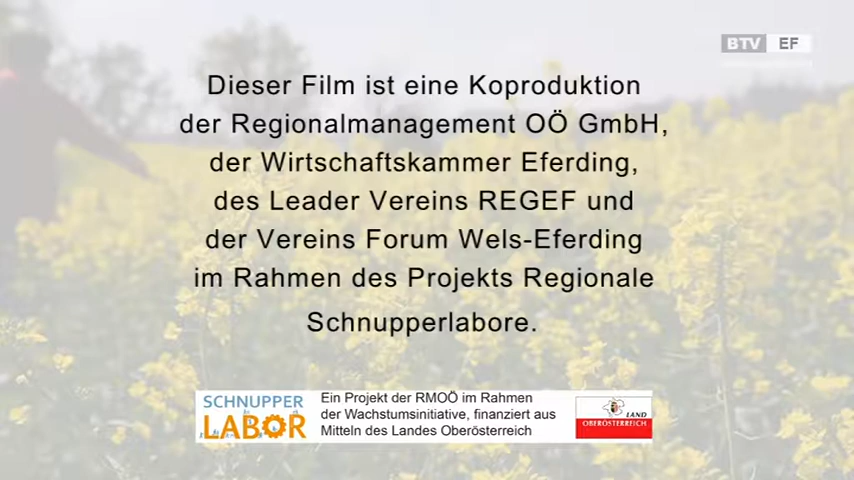 BTV EF
Dieser Film ist eine Koproduktion
der Regionalmanagement OÖ GmbH,
der Wirtschaftskammer Eferding,
des Leader Vereins REGEF und
der Vereins Forum Wels-Eferding
im Rahmen des Projekts Regionale
Schnupperlabore.
SCHNUPPER
LABOR
Ein Projekt der RMOÖ im Rahmen
der Wachstumsinitiative, finanziert aus
Mitteln des Landes Oberösterreich
LAND
OBERÖSTERREICH